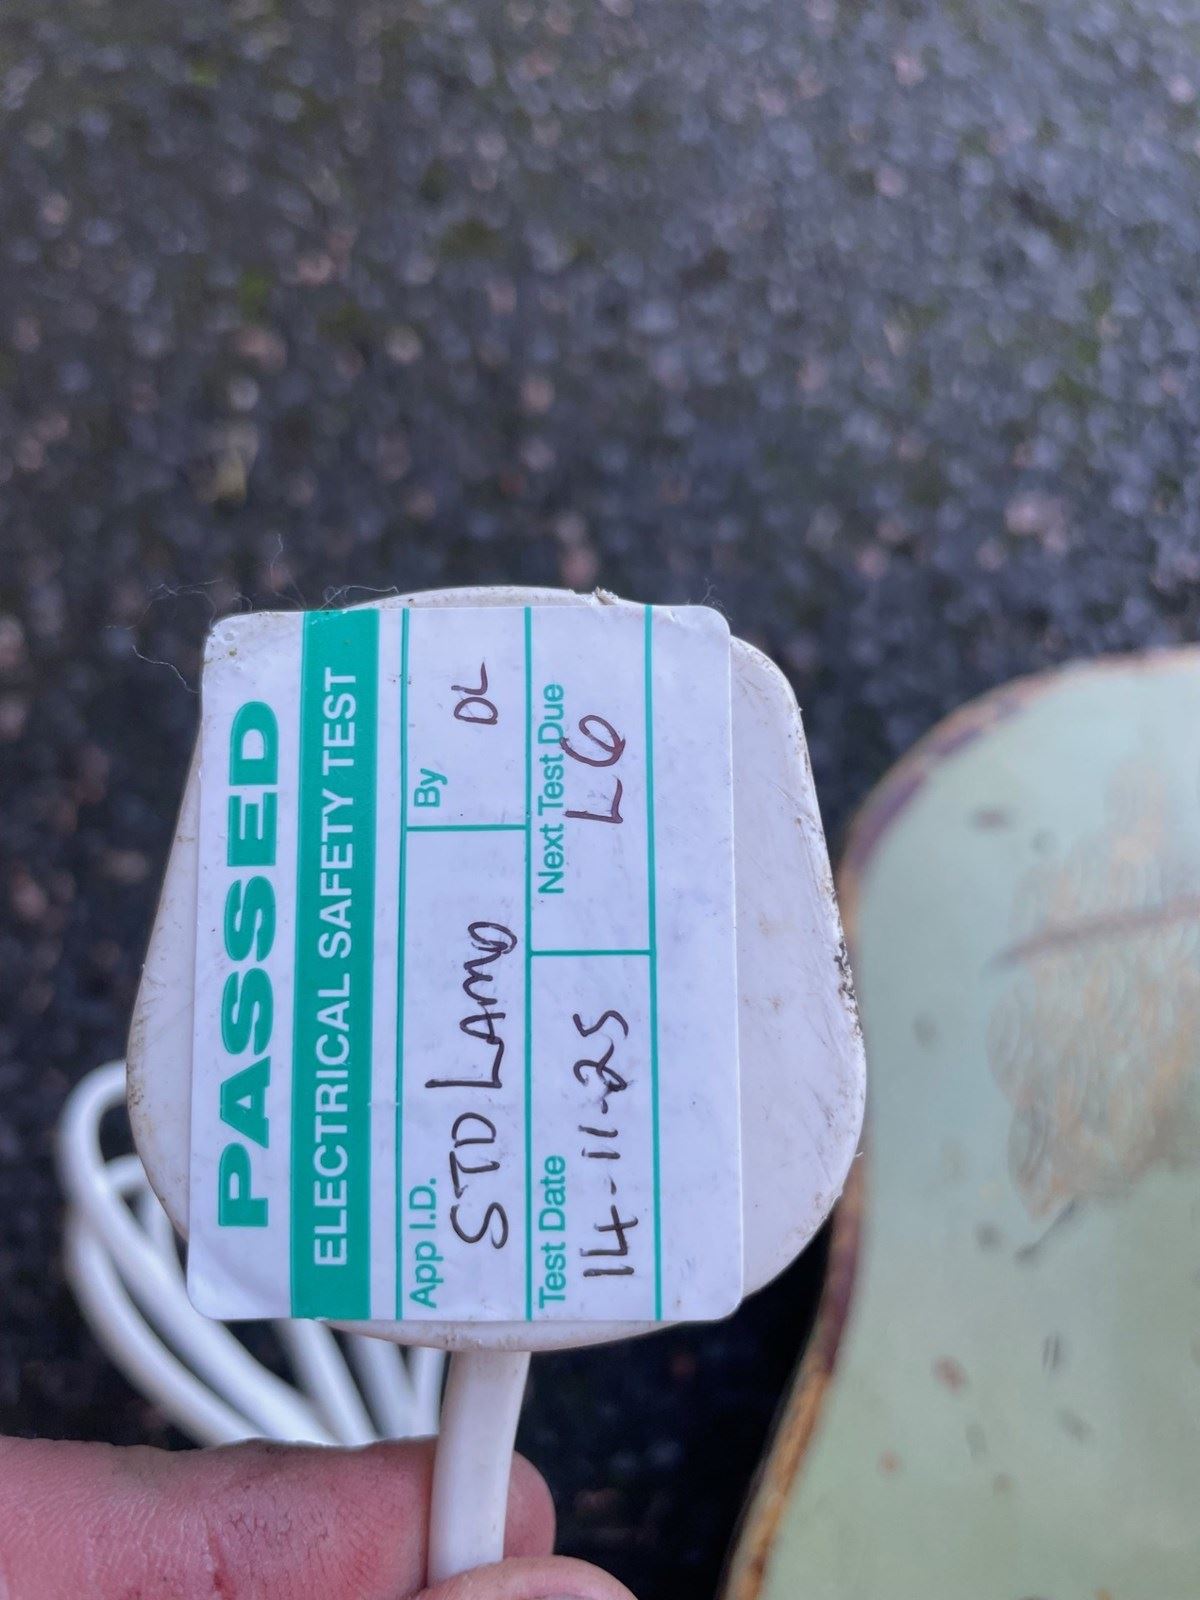 PASSED
ELECTRICAL SAFETY TEST
App I.D. STD LAMP By DL
Test Date 14-11-25 Next Test Due L6